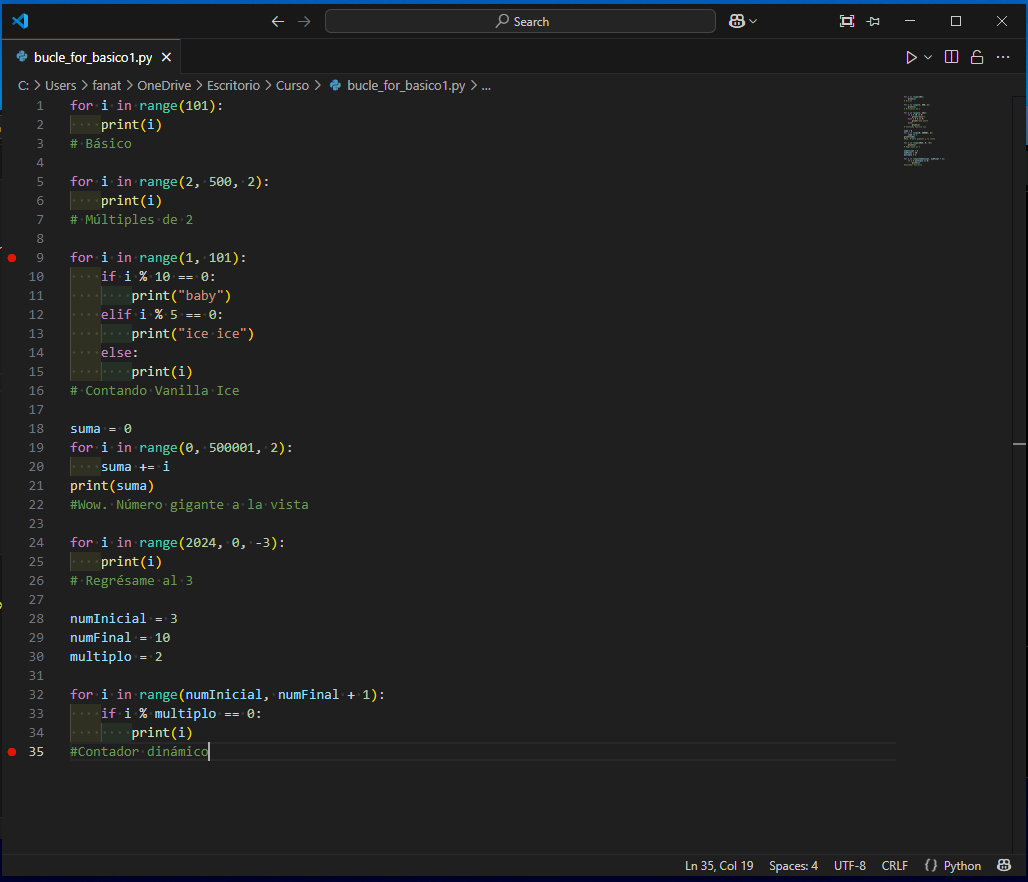 Search
bucle_for_basico1.py
C: > Users > fanat > OneDrive > Escritorio > Curso > bucle_for_basico1.py > ...
1 for i in range(101):
2     print(i)
3 # Básico
4
5 for i in range(2, 500, 2):
6     print(i)
7 # Múltiples de 2
8
9 for i in range(1, 101):
10     if i % 10 == 0:
11         print("baby")
12     elif i % 5 == 0:
13         print("ice ice")
14     else:
15         print(i)
16 # Contando Vanilla Ice
17
18 suma = 0
19 for i in range(0, 500001, 2):
20     suma += i
21 print(suma)
22 #Wow. Número gigante a la vista
23
24 for i in range(2024, 0, -3):
25     print(i)
26 # Regrésame al 3
27
28 numInicial = 3
29 numFinal = 10
30 multiplo = 2
31
32 for i in range(numInicial, numFinal + 1):
33     if i % multiplo == 0:
34         print(i)
35 #Contador dinámico
Ln 35, Col 19 Spaces: 4 UTF-8 CRLF {} Python